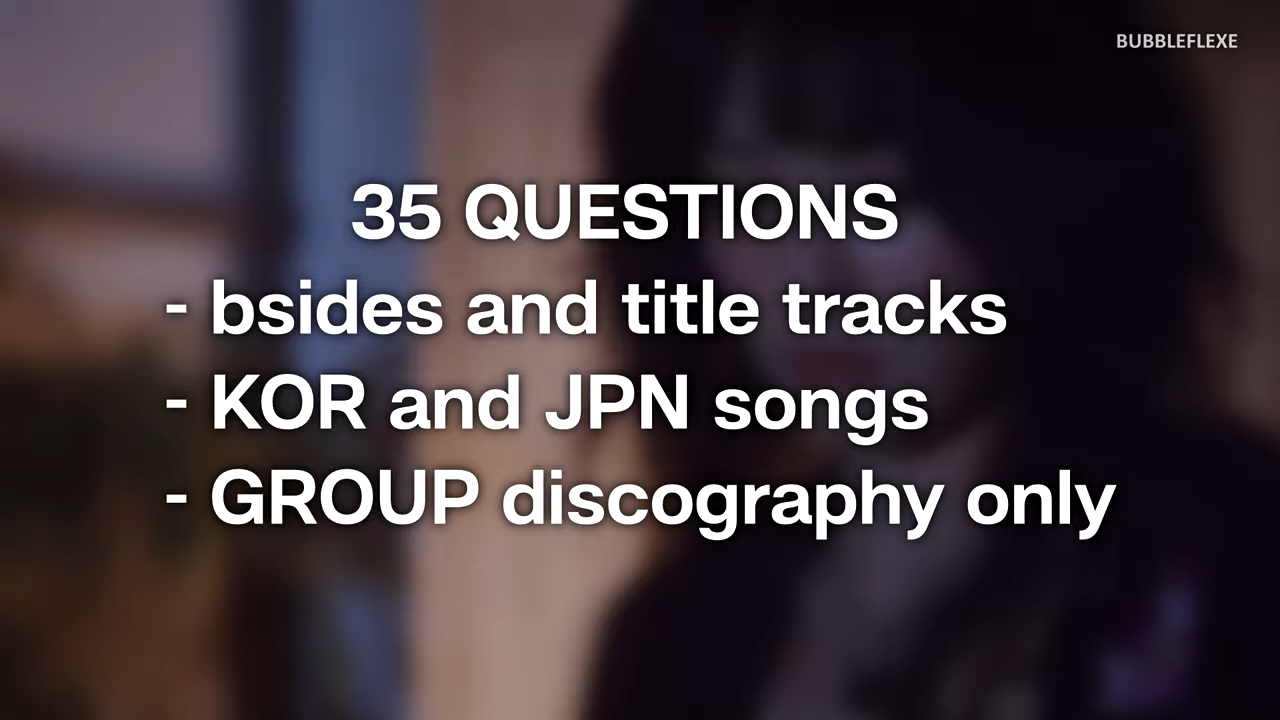 BUBBLEFLEXE
35 QUESTIONS
- bsides and title tracks
- KOR and JPN songs
- GROUP discography only